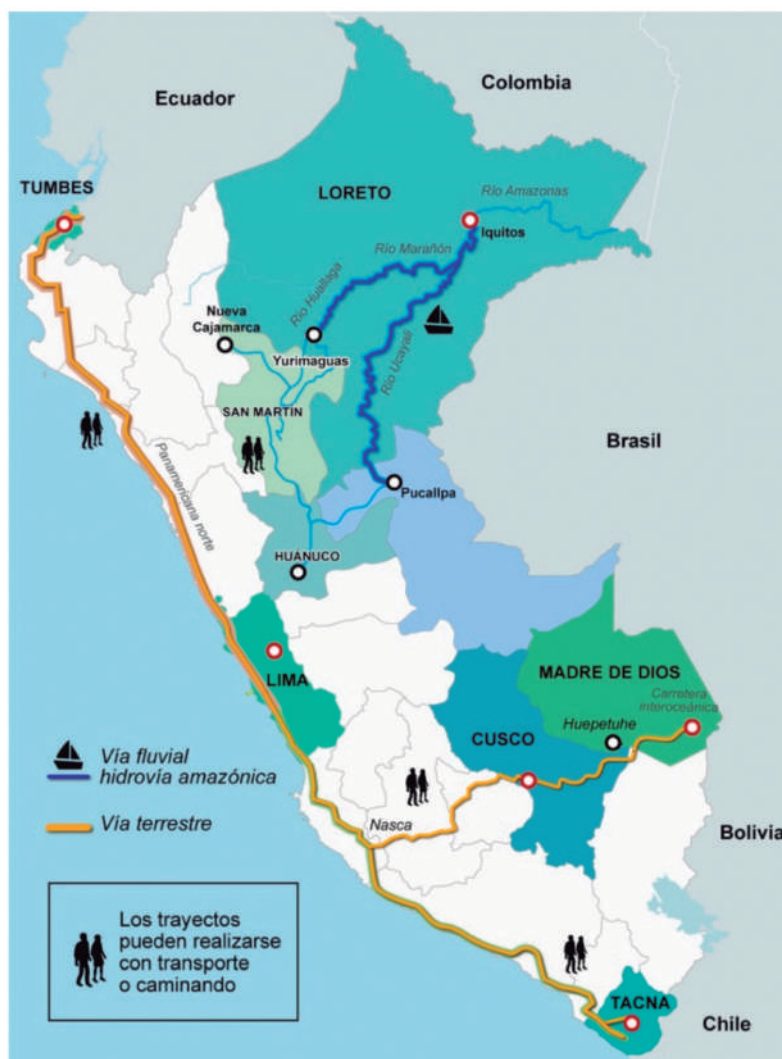 Ecuador
Colombia
TUMBES
LORETO
Río Amazonas
Iquitos
Río Marañón
Río Huallaga
Nueva
Cajamarca
Yurimaguas
Río Ucayali
SAN MARTÍN
Brasil
Panamericana norte
Pucallpa
HUÁNUCO
LIMA
MADRE DE DIOS
Carretera
interoceánica
Huepetuhe
CUSCO
Vía fluvial
hidrovía amazónica
Nasca
Bolivia
Vía terrestre
Los trayectos
pueden realizarse
con transporte
o caminando
TACNA
Chile